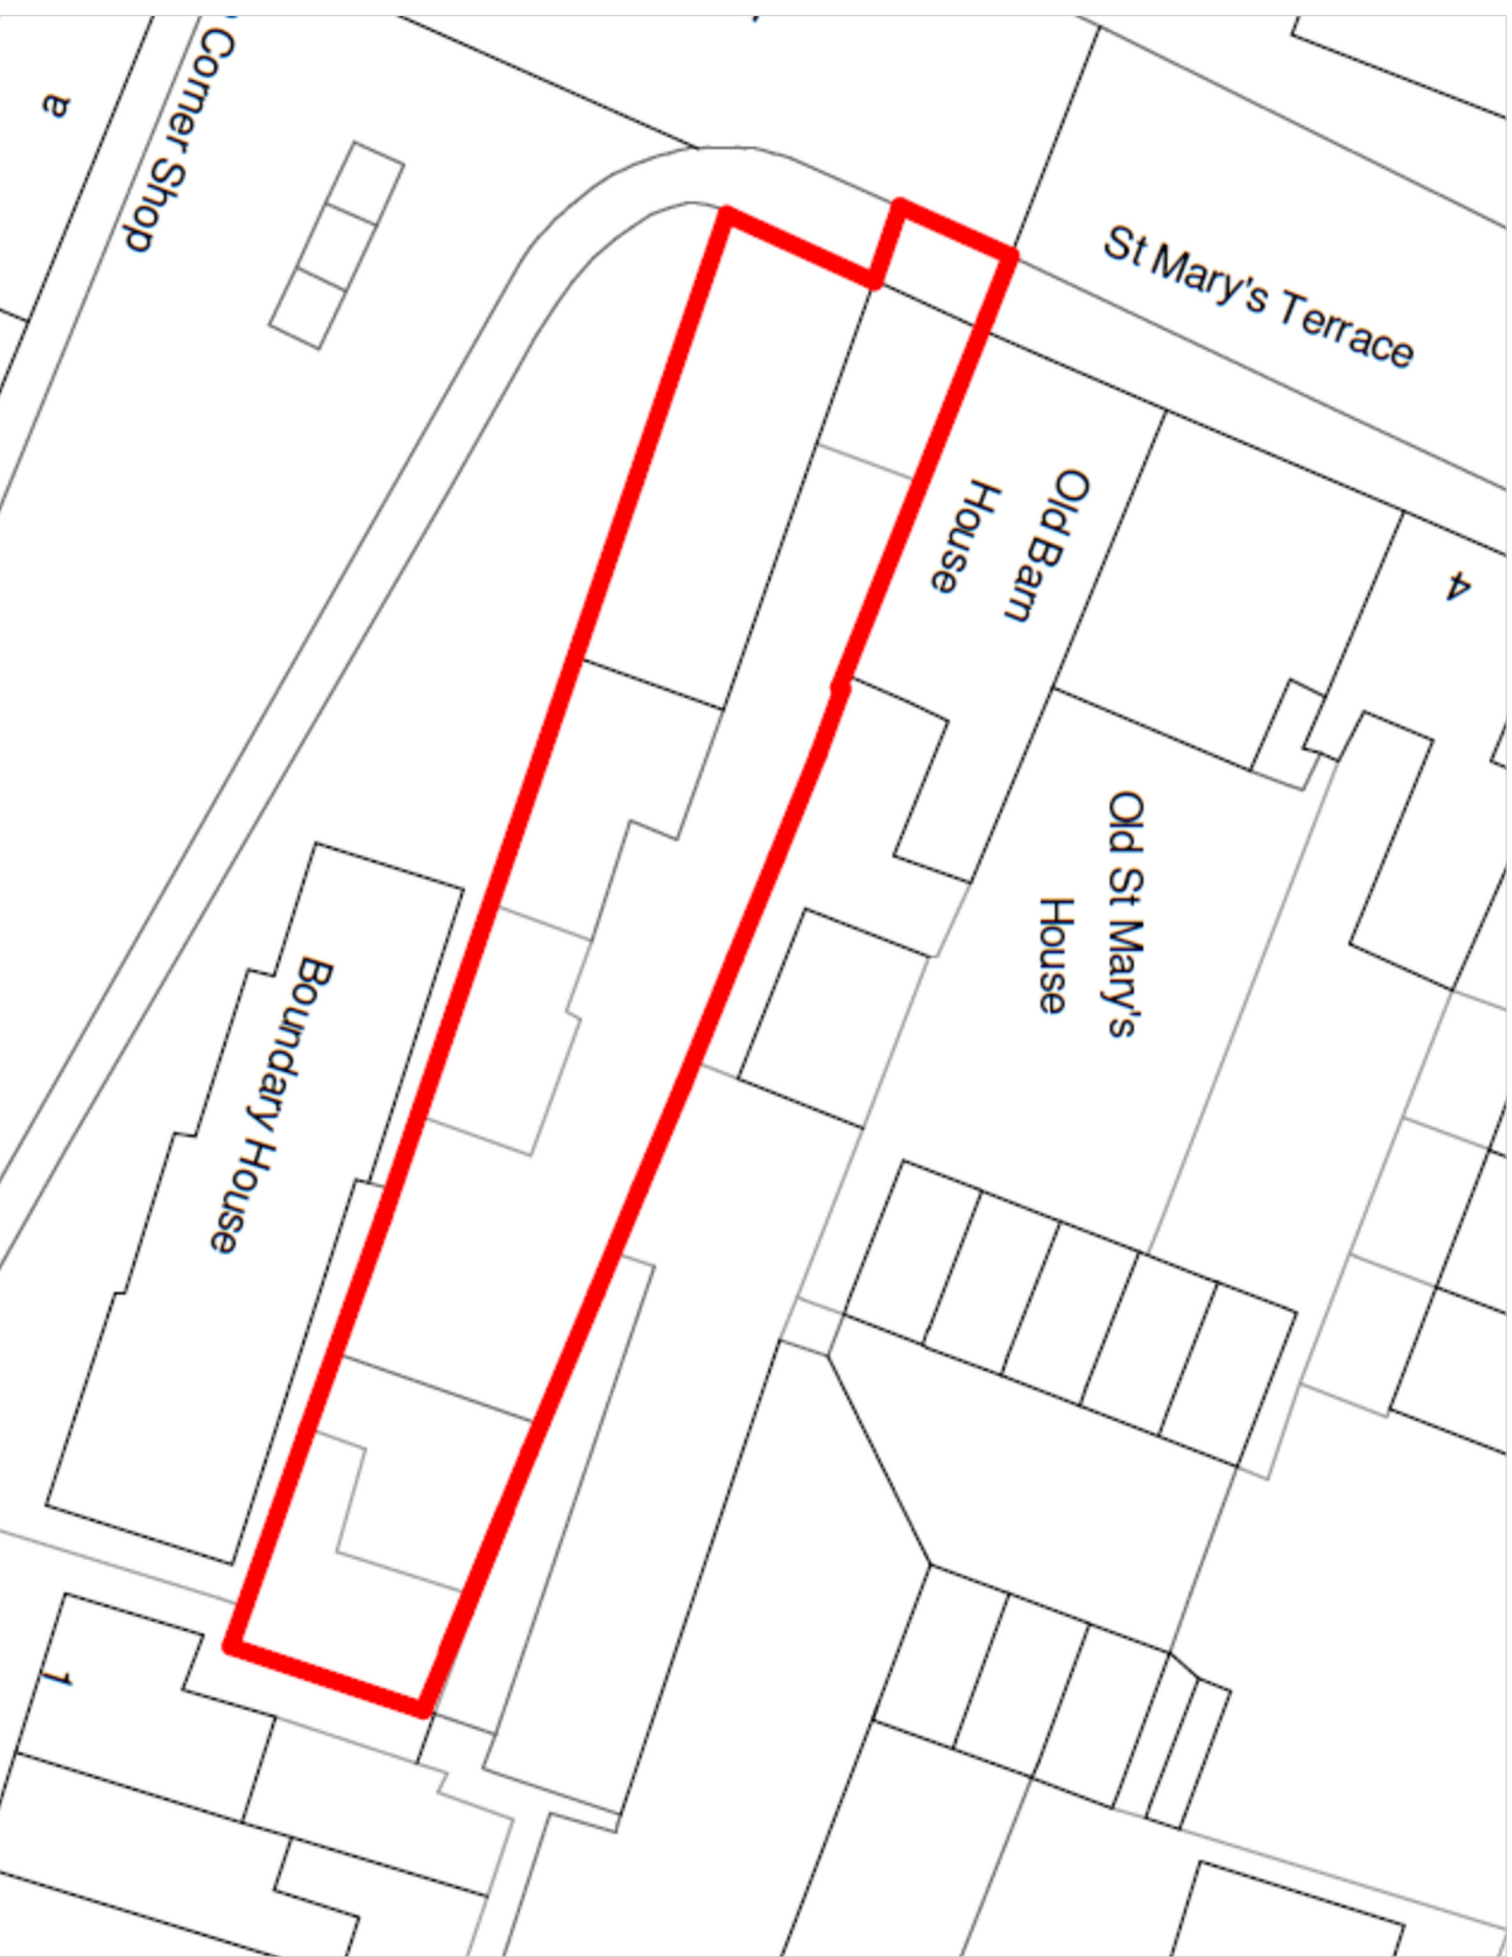 Corner Shop
a
St Mary's Terrace
Old Barn
House
4
Old St Mary's
House
Boundary House
1